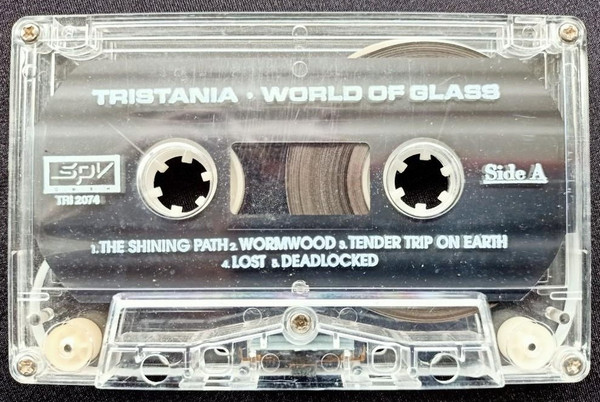 TRISTANIA • WORLD OF GLASS
SPV
TRI 2074
Side A
1. THE SHINING PATH 2. WORMWOOD 3. TENDER TRIP ON EARTH
4. LOST 5. DEADLOCKED